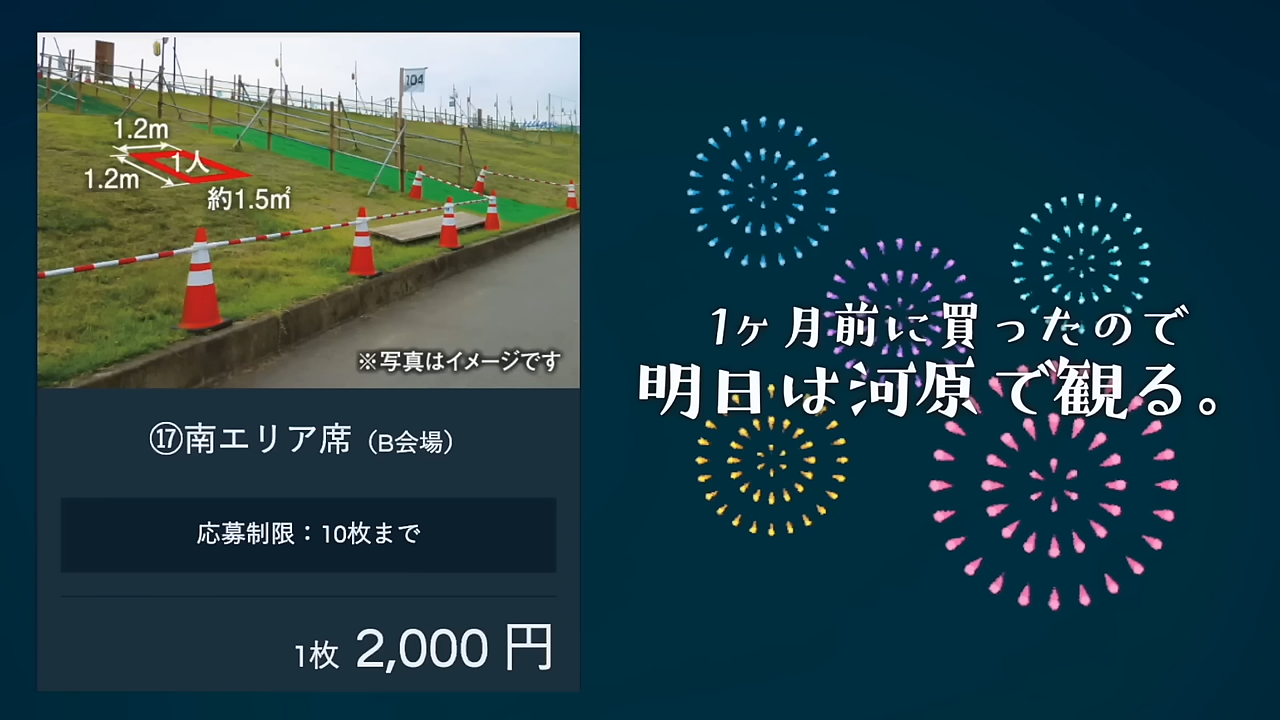 104
1.2m
1人
1.2m
約1.5㎡
※写真はイメージです
⑰南エリア席（B会場）
応募制限：10枚まで
1枚 2,000 円
1ヶ月前に買ったので
明日は河原で観る。